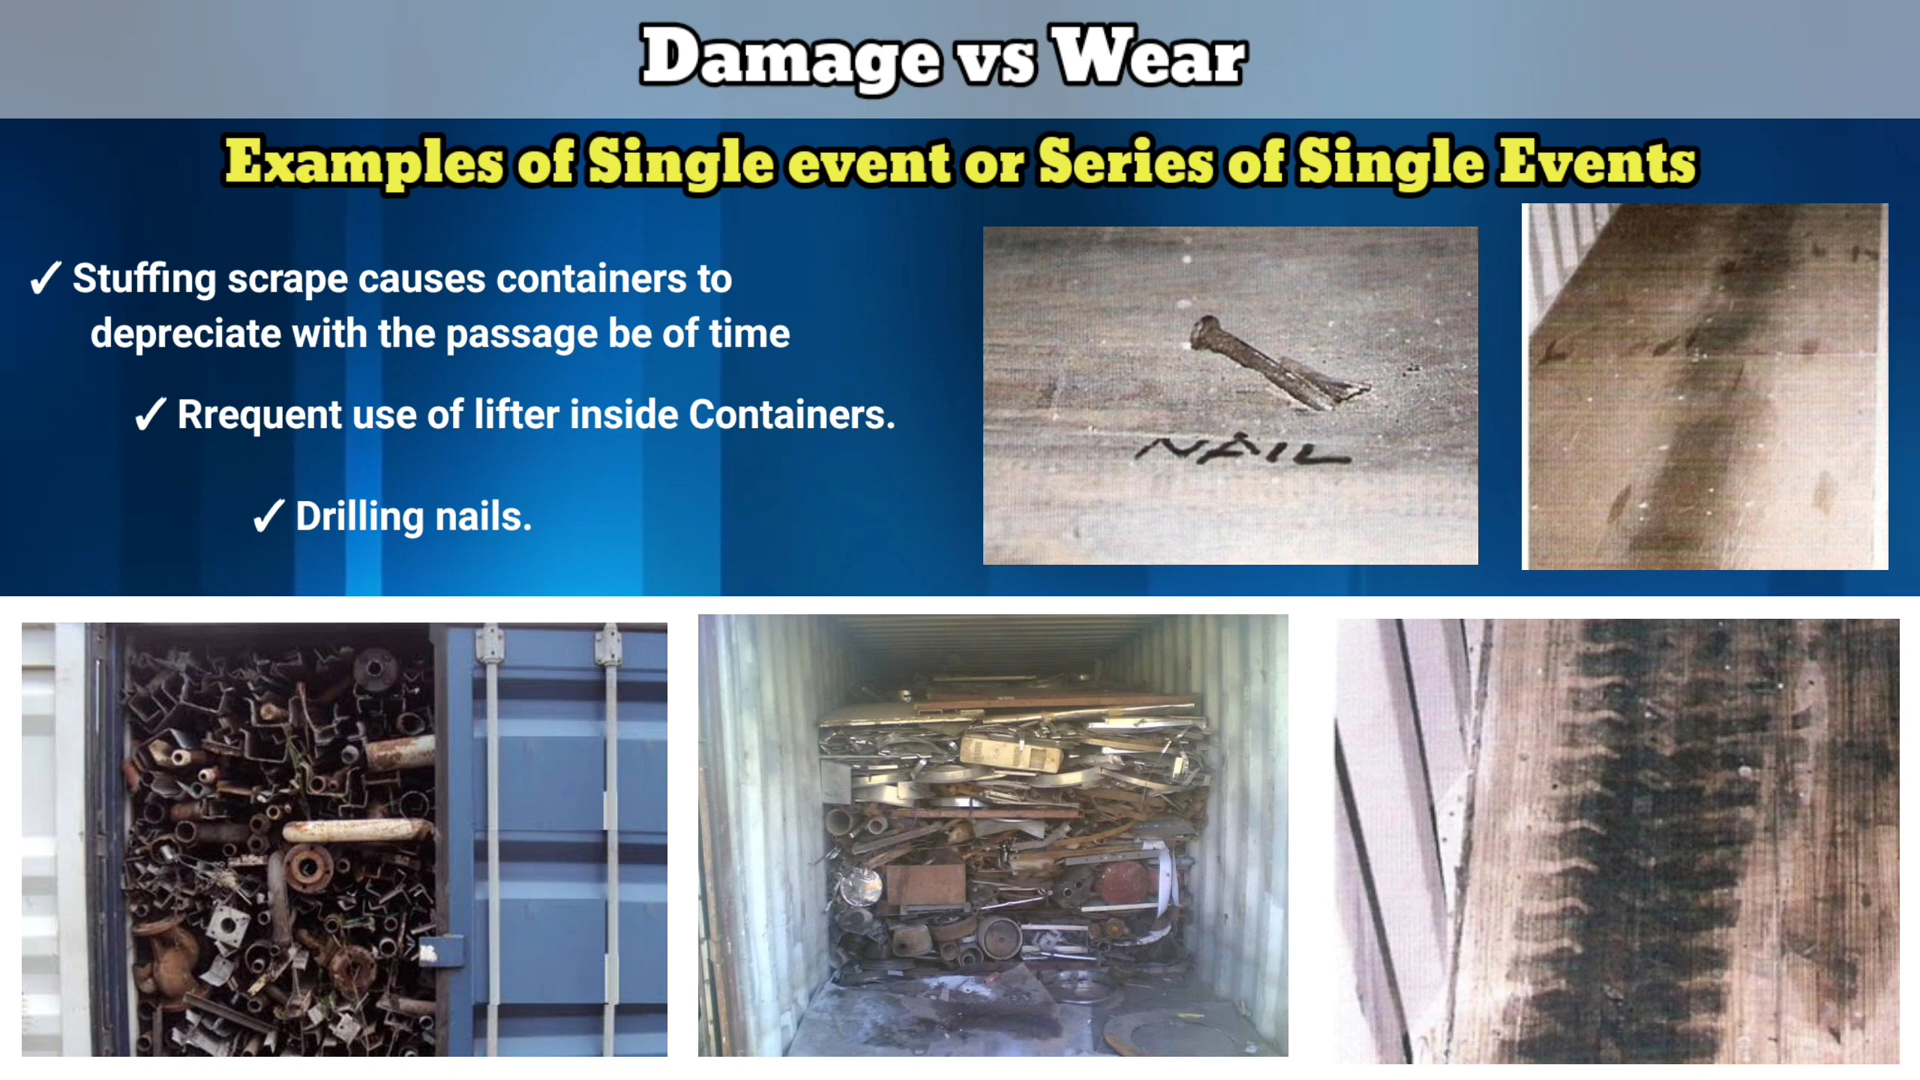 Damage vs Wear
Examples of Single event or Series of Single Events
✓ Stuffing scrape causes containers to
depreciate with the passage be of time
✓ Rrequent use of lifter inside Containers.
✓ Drilling nails.
NAIL